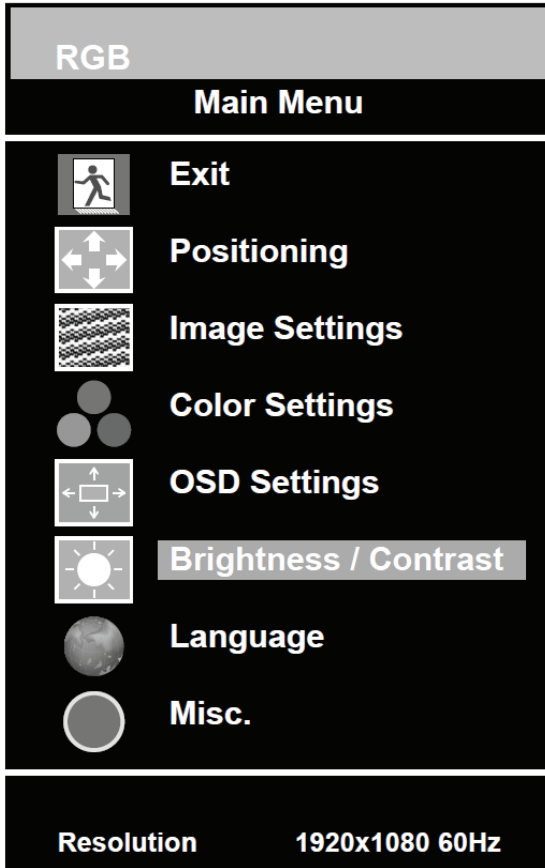 RGB
Main Menu
Exit
Positioning
Image Settings
Color Settings
OSD Settings
Brightness / Contrast
Language
Misc.
Resolution 1920x1080 60Hz